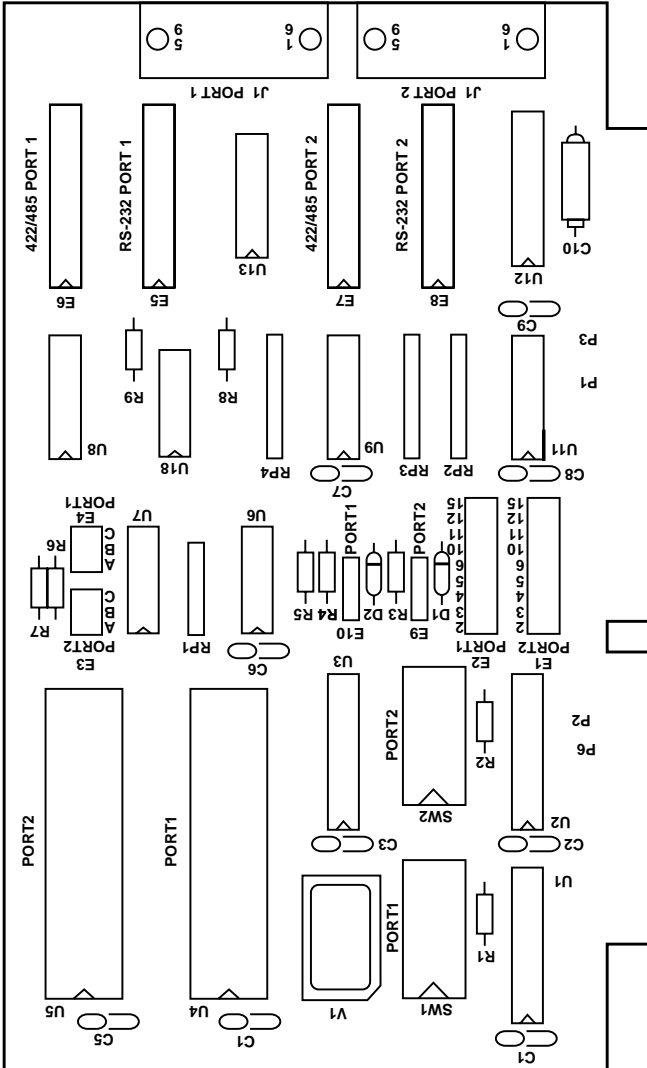 5
9
1
6
5
9
1
6
J1 PORT 1
J1 PORT 2
422/485 PORT 1
RS-232 PORT 1
422/485 PORT 2
RS-232 PORT 2
U13
U12
C10
E6
E5
E7
E8
C9
P3
P1
R9
R8
U8
U18
RP4
U9
RP3
RP2
U11
C7
C8
PORT1
E4
U7
U6
R6
C
B
A
R7
C
B
A
PORT2
E3
RP1
C6
R5
R4
PORT1
E10
D2
R3
PORT2
E9
D1
15
12
11
10
6
5
4
3
2
PORT1
E2
15
12
11
10
6
5
4
3
2
PORT2
E1
U3
PORT2
R2
P2
P6
PORT2
PORT1
SW2
U2
C3
C2
U1
PORT1
R1
U5
U4
V1
SW1
C5
C1
C1